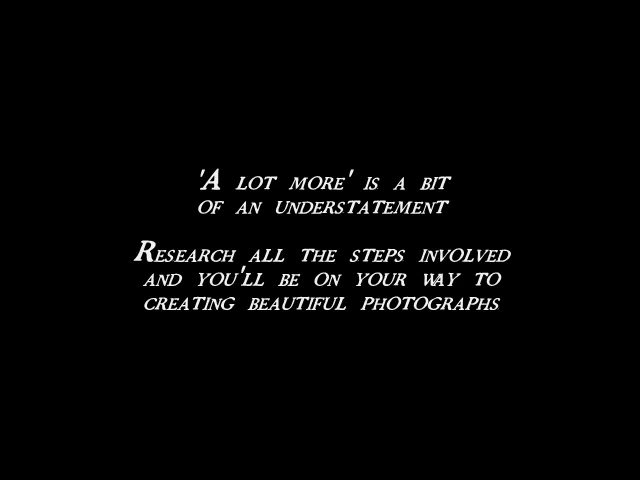 'A LOT MORE' IS A BIT
OF AN UNDERSTATEMENT
RESEARCH ALL THE STEPS INVOLVED
AND YOU'LL BE ON YOUR WAY TO
CREATING BEAUTIFUL PHOTOGRAPHS